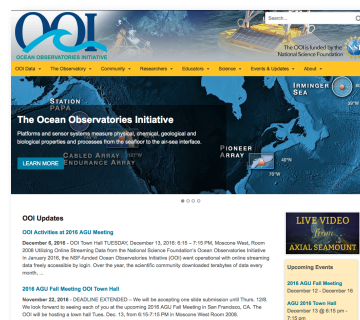 OOI
OCEAN OBSERVATORIES INITIATIVE
Search...
The OOI is funded by the
National Science Foundation
OOI Data The Observatory Community Researchers Educators Science Events & Updates About
STATION
PAPA
IRMINGER
SEA
The Ocean Observatories Initiative
Platforms and sensor systems measure physical, chemical, geological and
biological properties and processes from the seafloor to the air-sea interface.
LEARN MORE
CABLED ARRAY
ENDURANCE ARRAY
PIONEER
ARRAY
40°N
70°W
OOI Updates
OOI Activities at 2016 AGU Meeting
December 6, 2016 - OOI Town Hall TUESDAY, December 13, 2016: 6:15 – 7:15 PM, Moscone West, Room
2008 Utilizing Online Streaming Data from the National Science Foundation's Ocean Observatories Initiative
In January 2016, the NSF-funded Ocean Observatories Initiative (OOI) went operational with online streaming
data freely accessible by login. Over the year, the scientific community downloaded terabytes of data every
month, ...
2016 AGU Fall Meeting OOI Town Hall
November 22, 2016 - DEADLINE EXTENDED – We will be accepting one slide submission until Thurs. 12/8.
We look forward to seeing each of you at the upcoming 2016 AGU Fall Meeting in San Francisco, CA. The
OOI will be hosting a town hall Tues. Dec. 13, from 6:15-7:15 PM in Moscone West Room 2008.
LIVE VIDEO
from
AXIAL SEAMOUNT
Upcoming Events
2016 AGU Fall Meeting
December 12 - December 16
AGU 2016 Town Hall
December 13 @ 6:15 pm -
7:15 pm